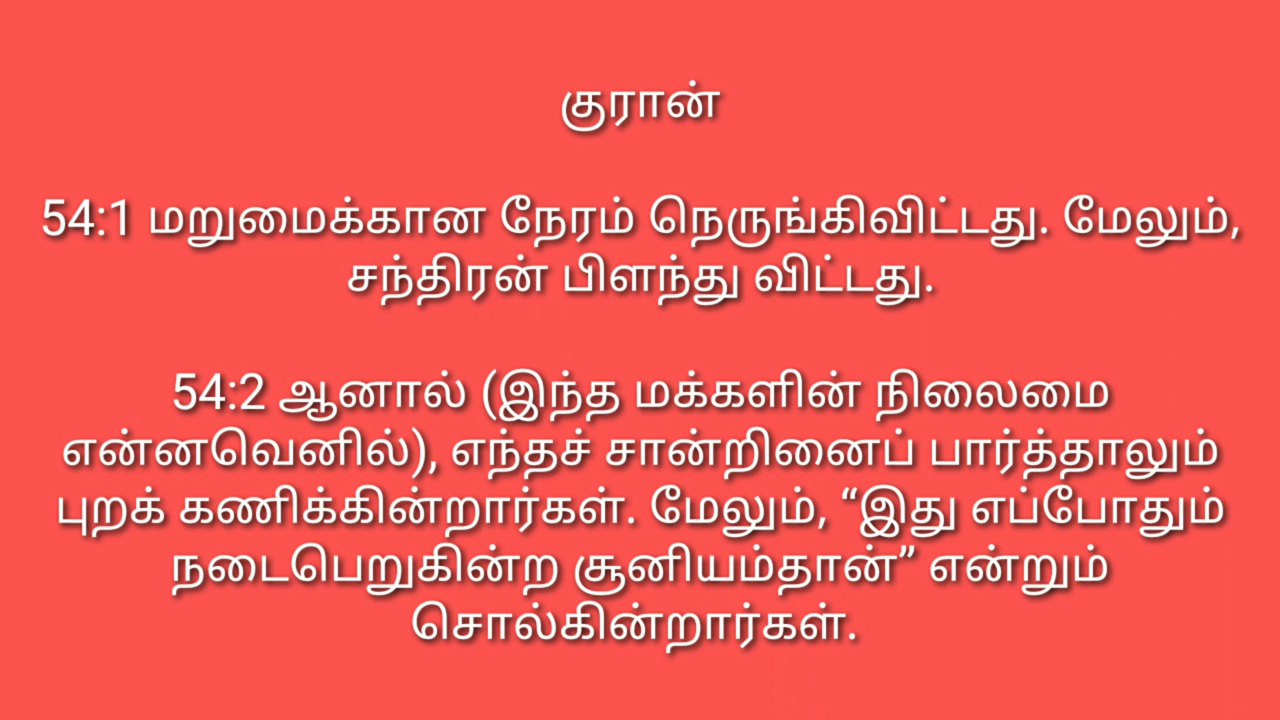 குரான்
54:1 மறுமைக்கான நேரம் நெருங்கிவிட்டது. மேலும்,
சந்திரன் பிளந்து விட்டது.
54:2 ஆனால் (இந்த மக்களின் நிலைமை
என்னவெனில்), எந்தச் சான்றினைப் பார்த்தாலும்
புறக் கணிக்கின்றார்கள். மேலும், “இது எப்போதும்
நடைபெறுகின்ற சூனியம்தான்” என்றும்
சொல்கின்றார்கள்.